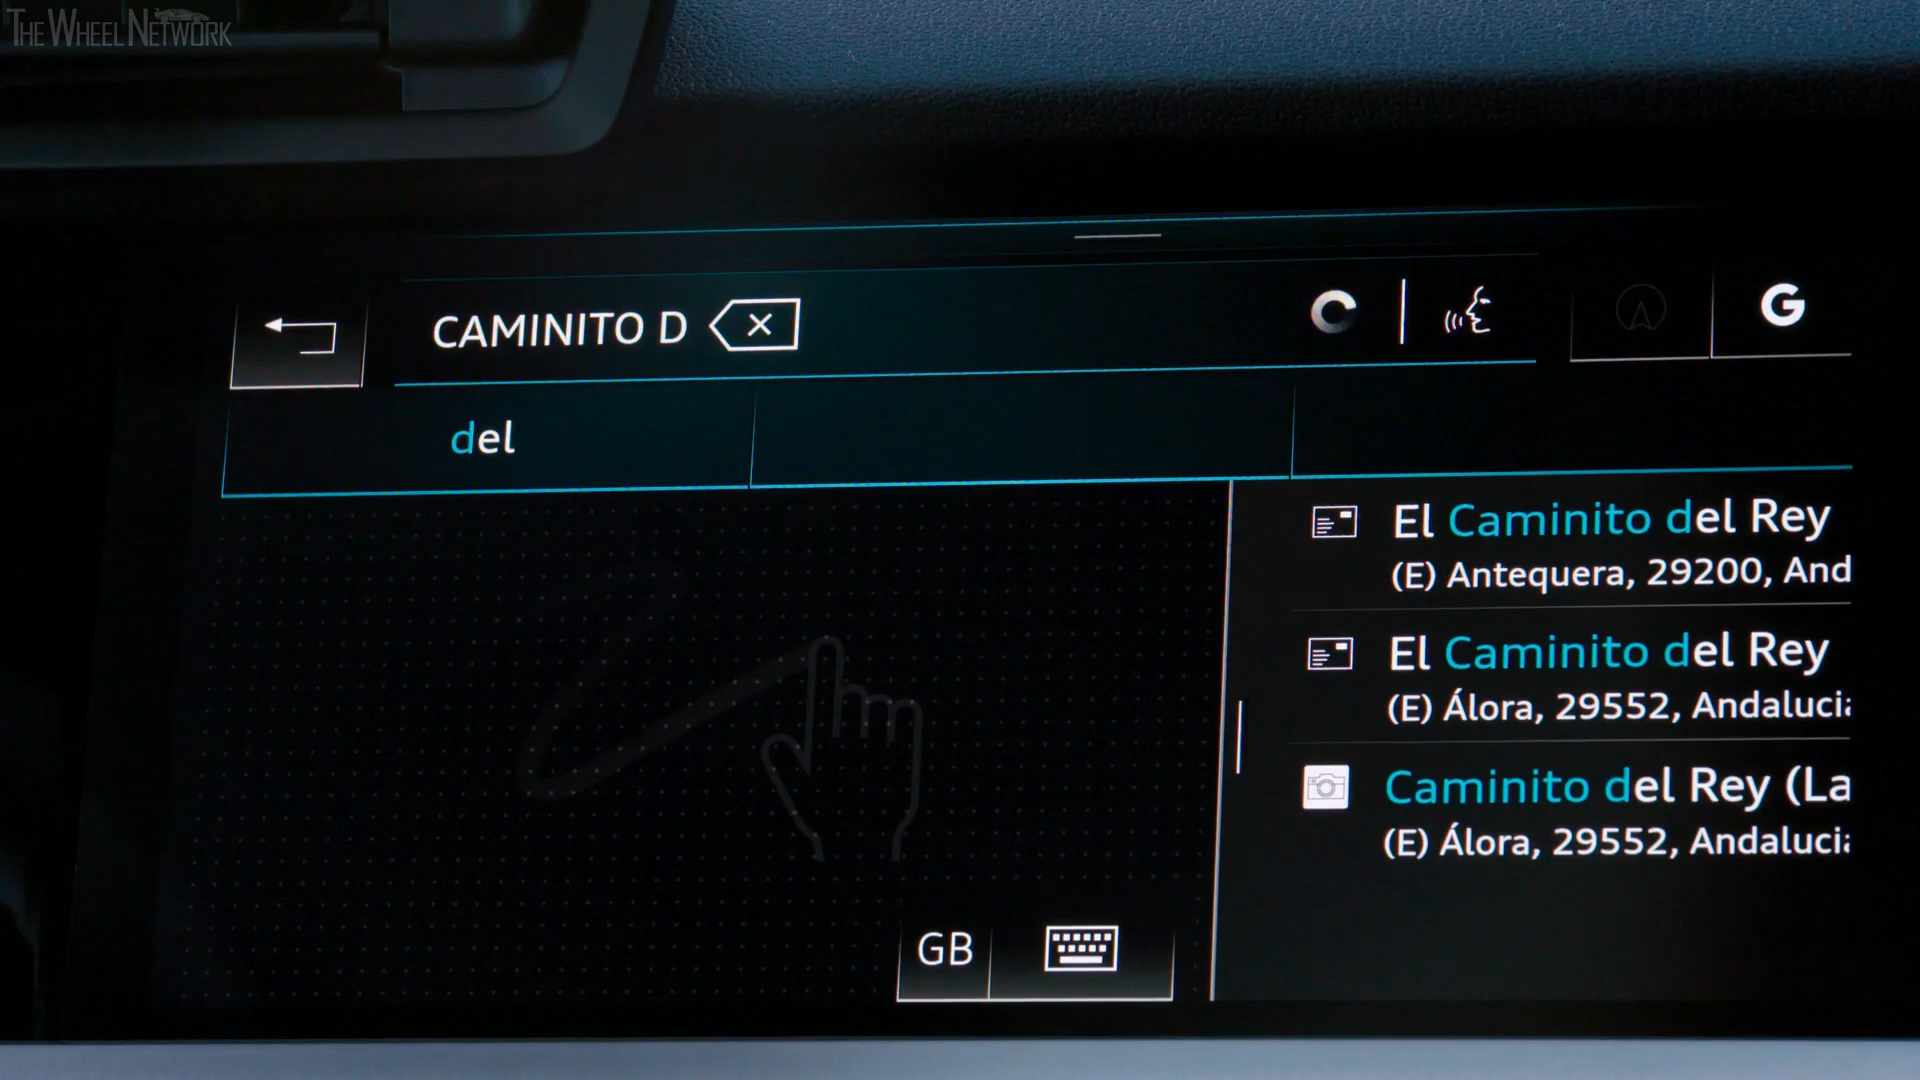 THE WHEEL NETWORK
CAMINITO D
G
del
El Caminito del Rey
(E) Antequera, 29200, And
El Caminito del Rey
(E) Álora, 29552, Andaluci
Caminito del Rey (La
(E) Álora, 29552, Andaluci
GB